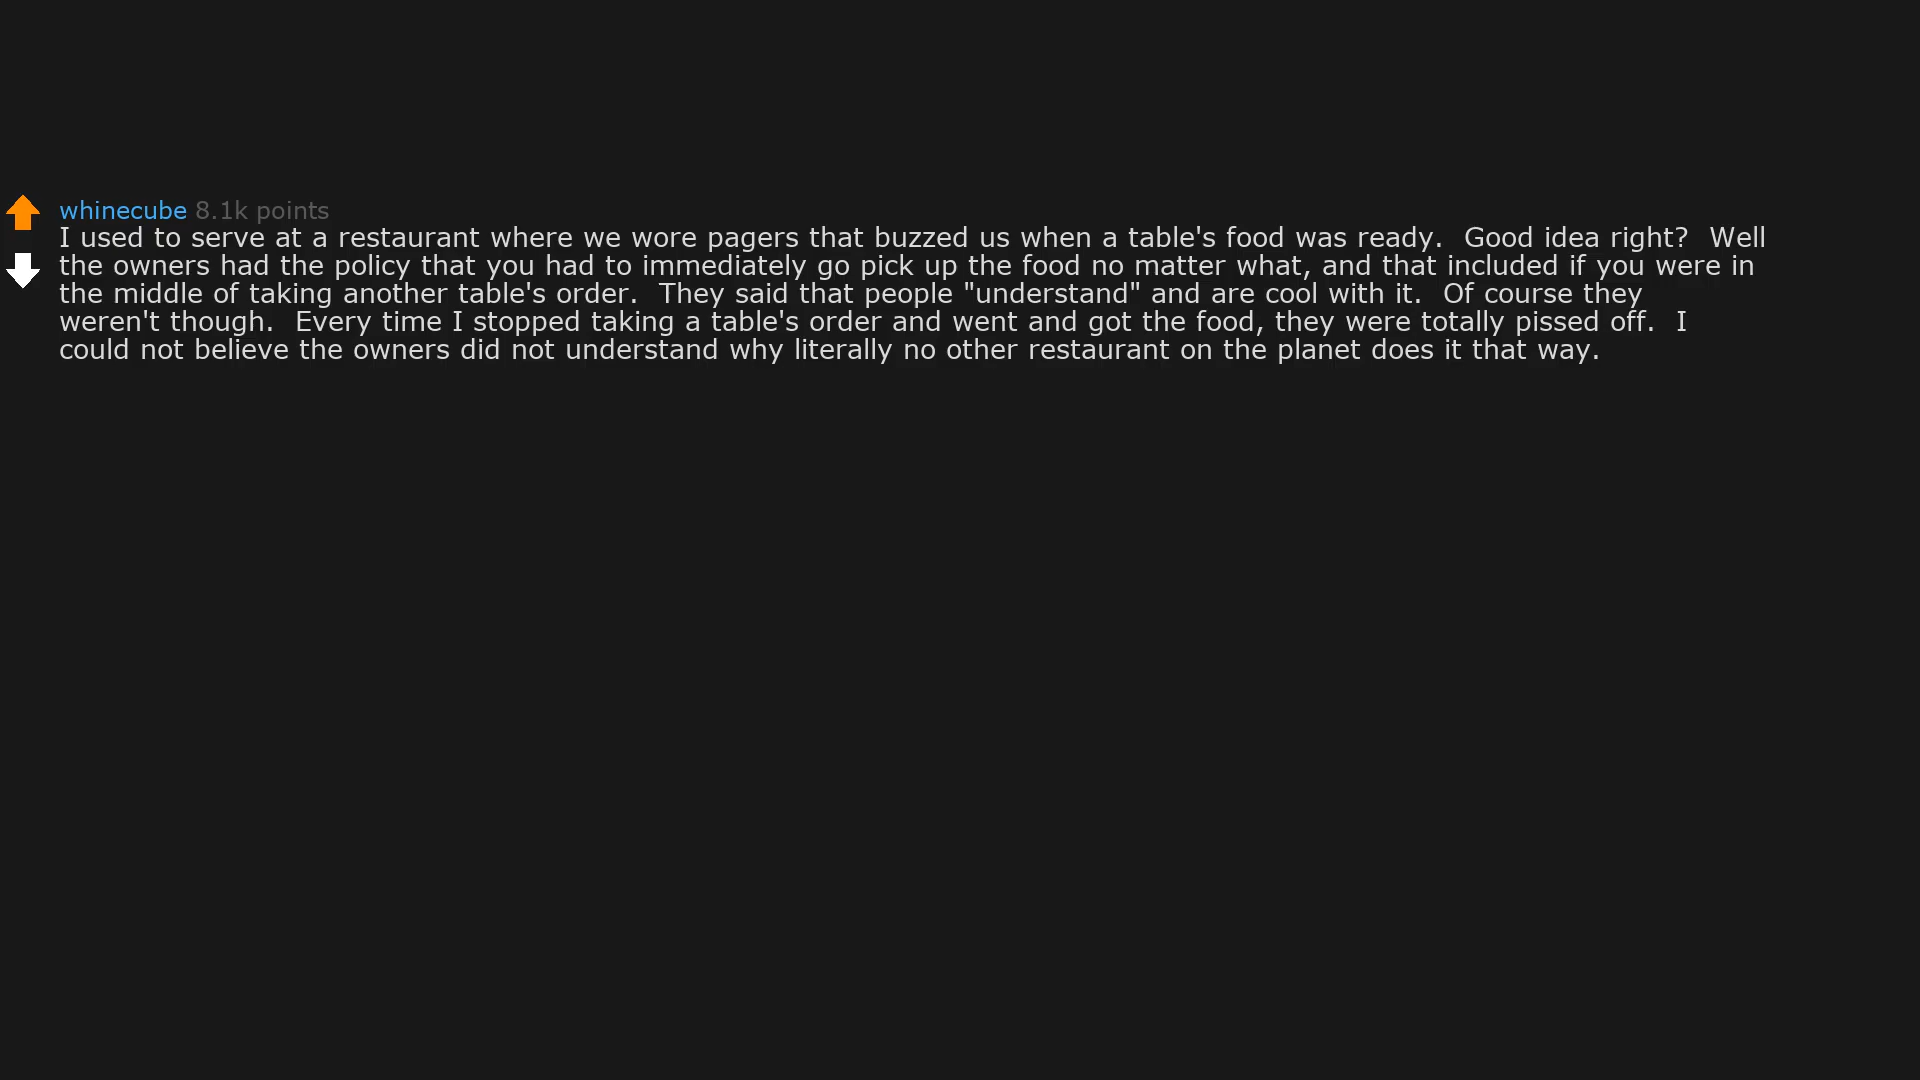 whinecube 8.1k points
I used to serve at a restaurant where we wore pagers that buzzed us when a table's food was ready.  Good idea right?  Well
the owners had the policy that you had to immediately go pick up the food no matter what, and that included if you were in
the middle of taking another table's order.  They said that people "understand" and are cool with it.  Of course they
weren't though.  Every time I stopped taking a table's order and went and got the food, they were totally pissed off.  I
could not believe the owners did not understand why literally no other restaurant on the planet does it that way.